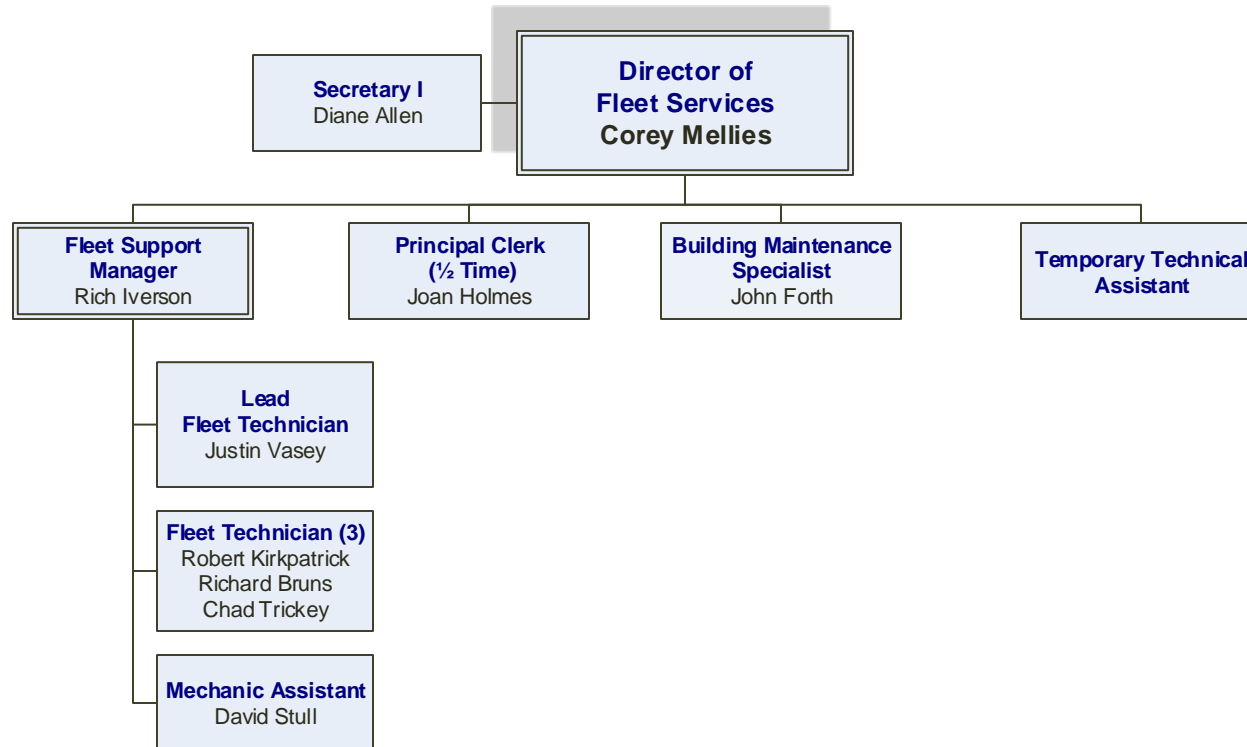 Director of
Fleet Services
Corey Mellies
Secretary I
Diane Allen
Fleet Support
Manager
Rich Iverson
Principal Clerk
(½ Time)
Joan Holmes
Building Maintenance
Specialist
John Forth
Temporary Technical
Assistant
Lead
Fleet Technician
Justin Vasey
Fleet Technician (3)
Robert Kirkpatrick
Richard Bruns
Chad Trickey
Mechanic Assistant
David Stull